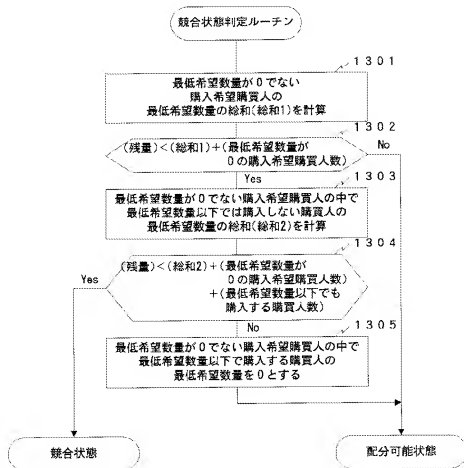 競合状態判定ルーチン
1301
最低希望数量が0でない
購入希望購買人の
最低希望数量の総和(総和1)を計算
1302
(残量)<(総和1)+(最低希望数量が
0の購入希望購買人数)
No
Yes
1303
最低希望数量が0でない購入希望購買人の中で
最低希望数量以下では購入しない購買人の
最低希望数量の総和(総和2)を計算
1304
Yes
(残量)<(総和2)+(最低希望数量が
0の購入希望購買人数)
+(最低希望数量以下でも
購入する購買人数)
No
1305
最低希望数量が0でない購入希望購買人の中で
最低希望数量以下で購入する購買人の
最低希望数量を0とする
競合状態
配分可能状態